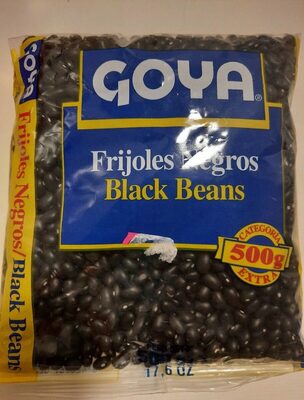 GOYA®
Frijoles Negros
Black Beans
CATEGORIA
500g
EXTRA
17,6 OZ
GOYA
Frijoles Negros/Black Beans